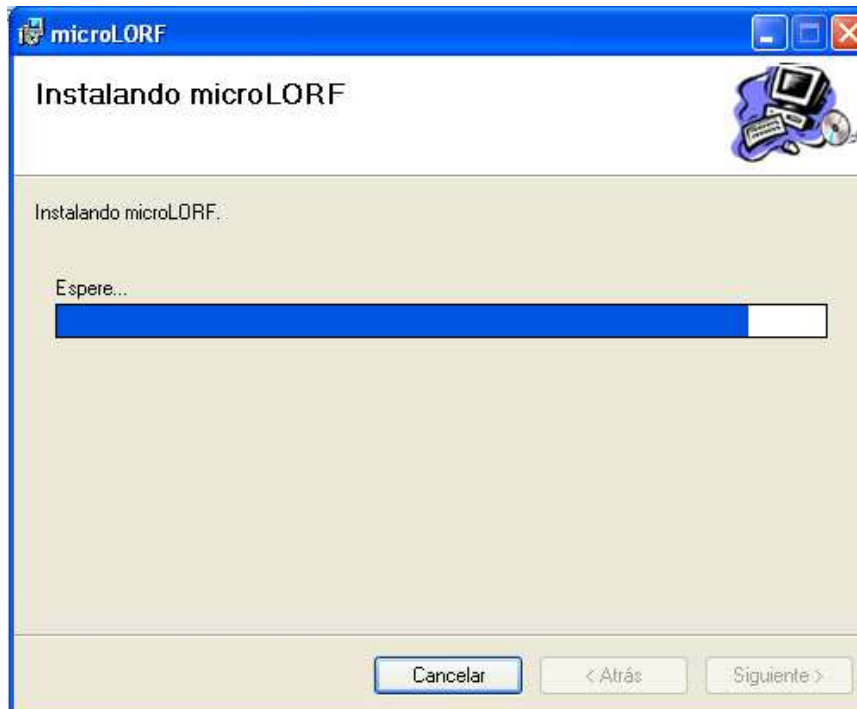 microLORF
Instalando microLORF
Instalando microLORF.
Espere...
Cancelar
< Atrás
Siguiente >